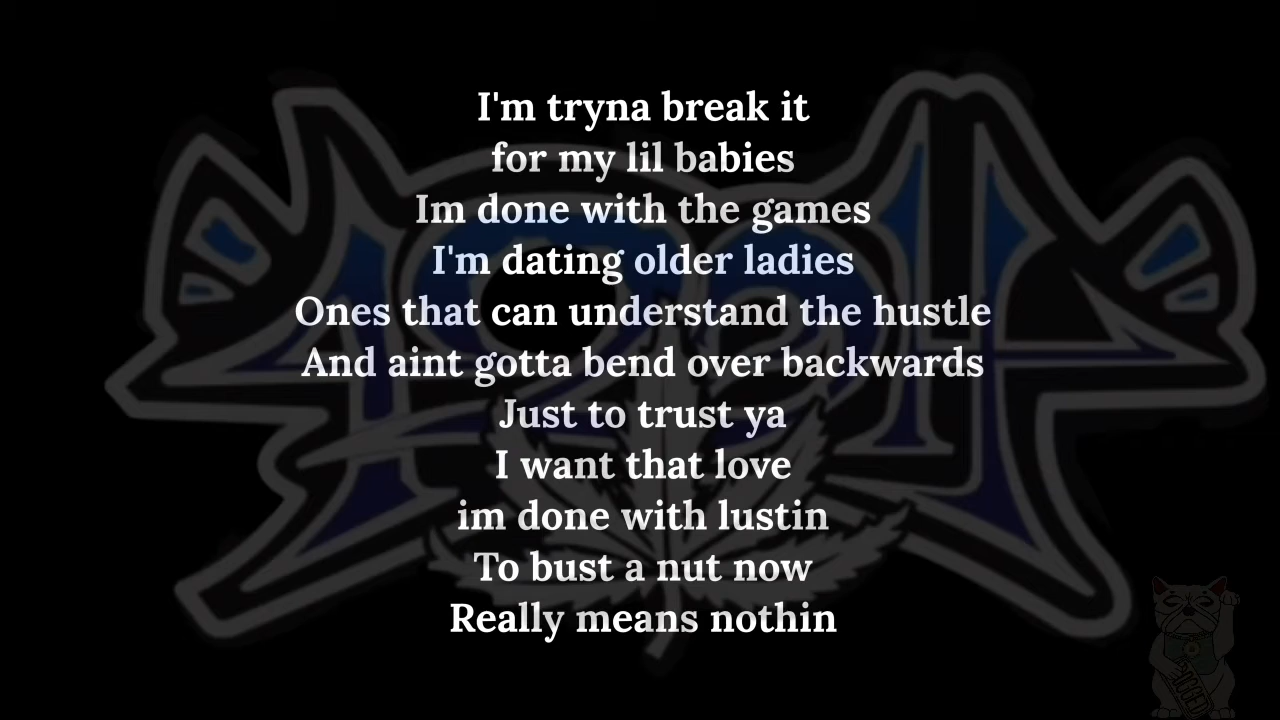 I'm tryna break it
for my lil babies
Im done with the games
I'm dating older ladies
Ones that can understand the hustle
And aint gotta bend over backwards
Just to trust ya
I want that love
im done with lustin
To bust a nut now
Really means nothin